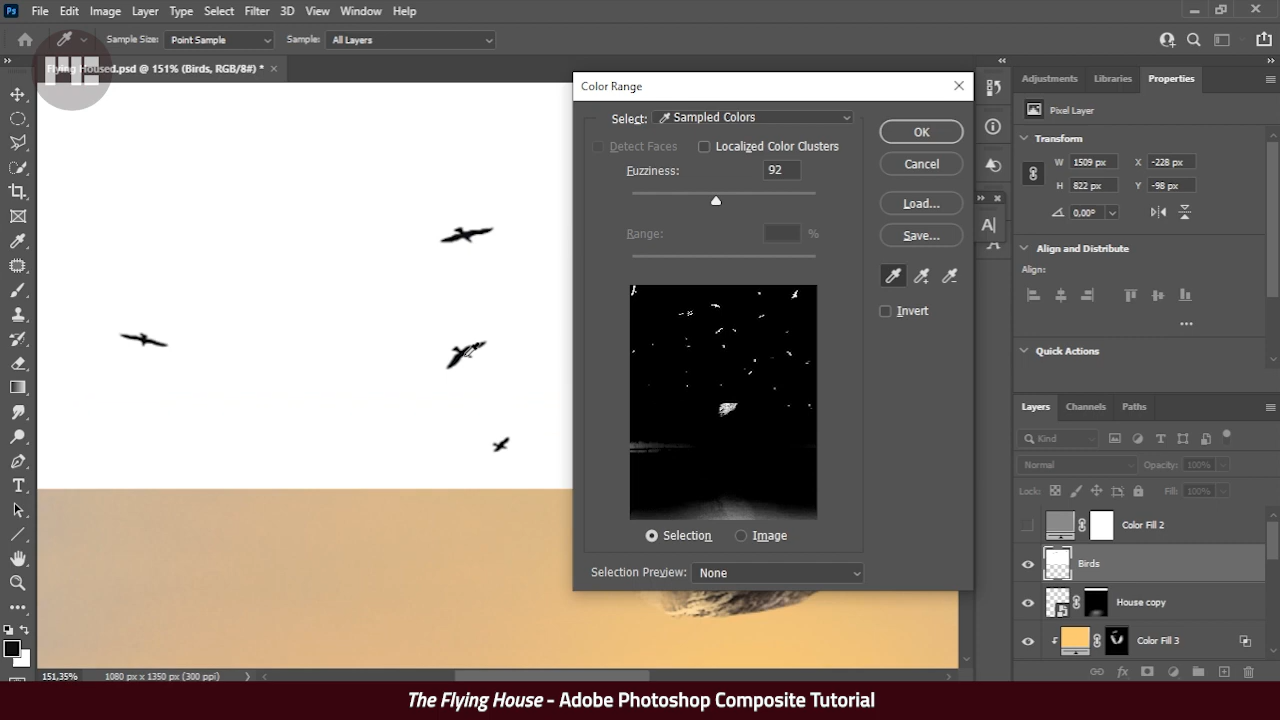 Ps File Edit Image Layer Type Select Filter 3D View Window Help
Sample Size: Point Sample Sample: All Layers
Flying Housed.psd @ 151% (Birds, RGB/8#) * ×
Color Range
Select: Sampled Colors
Detect Faces Localized Color Clusters
Fuzziness: 92
Range: %
Selection Image
Selection Preview: None
OK
Cancel
Load...
Save...
Invert
Adjustments Libraries Properties
Pixel Layer
Transform
W 1509 px X -228 px
H 822 px Y -98 px
0,00°
Align and Distribute
Align:
Quick Actions
Layers Channels Paths
Kind
Normal Opacity: 100%
Lock: Fill: 100%
Color Fill 2
Birds
House copy
Color Fill 3
151,35% 1080 px x 1350 px (300 ppi)
The Flying House - Adobe Photoshop Composite Tutorial